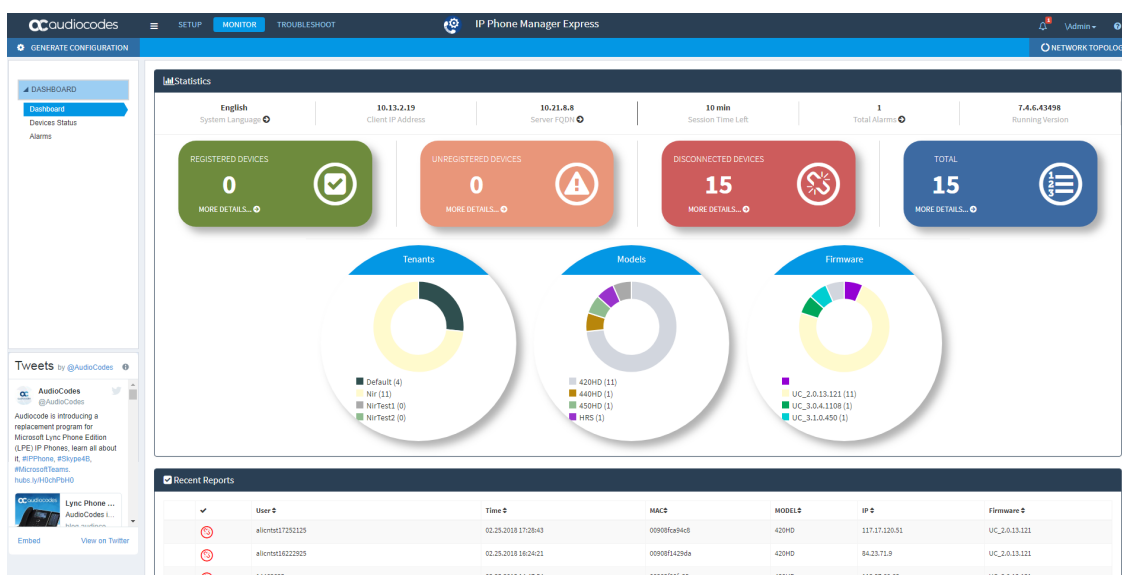 audiocodes
SETUP MONITOR TROUBLESHOOT
IP Phone Manager Express
1
\Admin
GENERATE CONFIGURATION
NETWORK TOPOLOG
DASHBOARD
Dashboard
Devices Status
Alarms
Statistics
English
System Language
10.13.2.19
Client IP Address
10.21.8.8
Server FQDN
10 min
Session Time Left
1
Total Alarms
7.4.6.43498
Running Version
REGISTERED DEVICES
0
MORE DETAILS...
UNREGISTERED DEVICES
0
MORE DETAILS...
DISCONNECTED DEVICES
15
MORE DETAILS...
TOTAL
15
MORE DETAILS...
1
2
3
Tenants
Default (4)
Nir (11)
NirTest1 (0)
NirTest2 (0)
Models
420HD (11)
440HD (1)
450HD (1)
HRS (1)
Firmware
UC_2.0.13.121 (11)
UC_3.0.4.1108 (1)
UC_3.1.0.450 (1)
Tweets by @AudioCodes
AudioCodes
@AudioCodes
Audiocode is introducing a
replacement program for
Microsoft Lync Phone Edition
(LPE) IP Phones, learn all about
it, #IPPhone, #Skype4B,
#MicrosoftTeams.
hubs.ly/H0chPbH0
audiocodes
Lync Phone ...
AudioCodes i...
Embed View on Twitter
Recent Reports
User Time MAC MODEL IP Firmware
alicntst17252125 02.25.2018 17:28:43 00908fca94c8 420HD 117.17.120.51 UC_2.0.13.121
alicntst16222925 02.25.2018 16:24:21 00908f1429da 420HD 84.23.71.9 UC_2.0.13.121